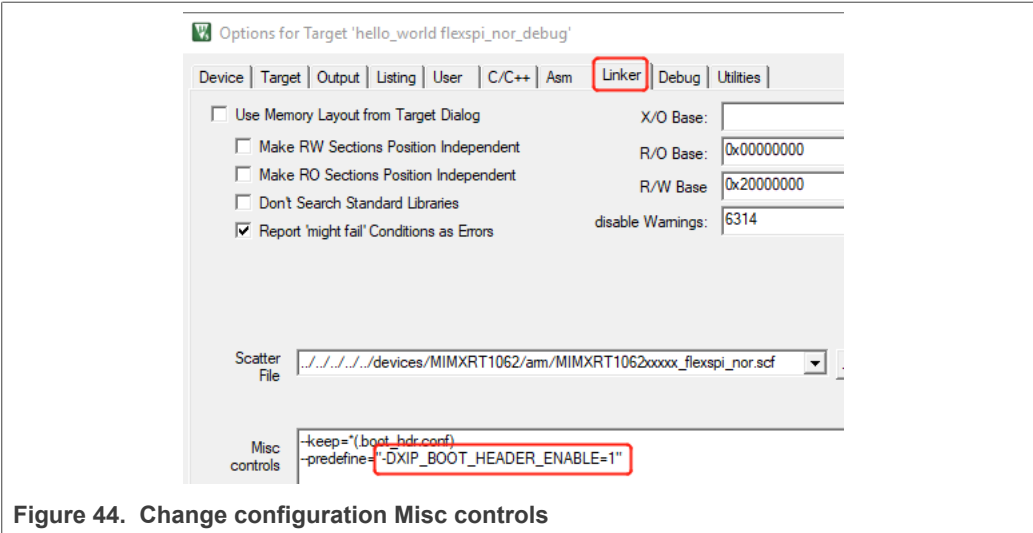 Options for Target 'hello_world flexspi_nor_debug'
Device Target Output Listing User C/C++ Asm Linker Debug Utilities
Use Memory Layout from Target Dialog X/O Base:
Make RW Sections Position Independent R/O Base: 0x00000000
Make RO Sections Position Independent R/W Base 0x20000000
Don't Search Standard Libraries
Report 'might fail' Conditions as Errors disable Warnings: 6314
Scatter File ../../../../../devices/MIMXRT1062/arm/MIMXRT1062xxxxx_flexspi_nor.scf
Misc controls --keep=*(.boot_hdr.conf)
--predefine="-DXIP_BOOT_HEADER_ENABLE=1"
Figure 44. Change configuration Misc controls